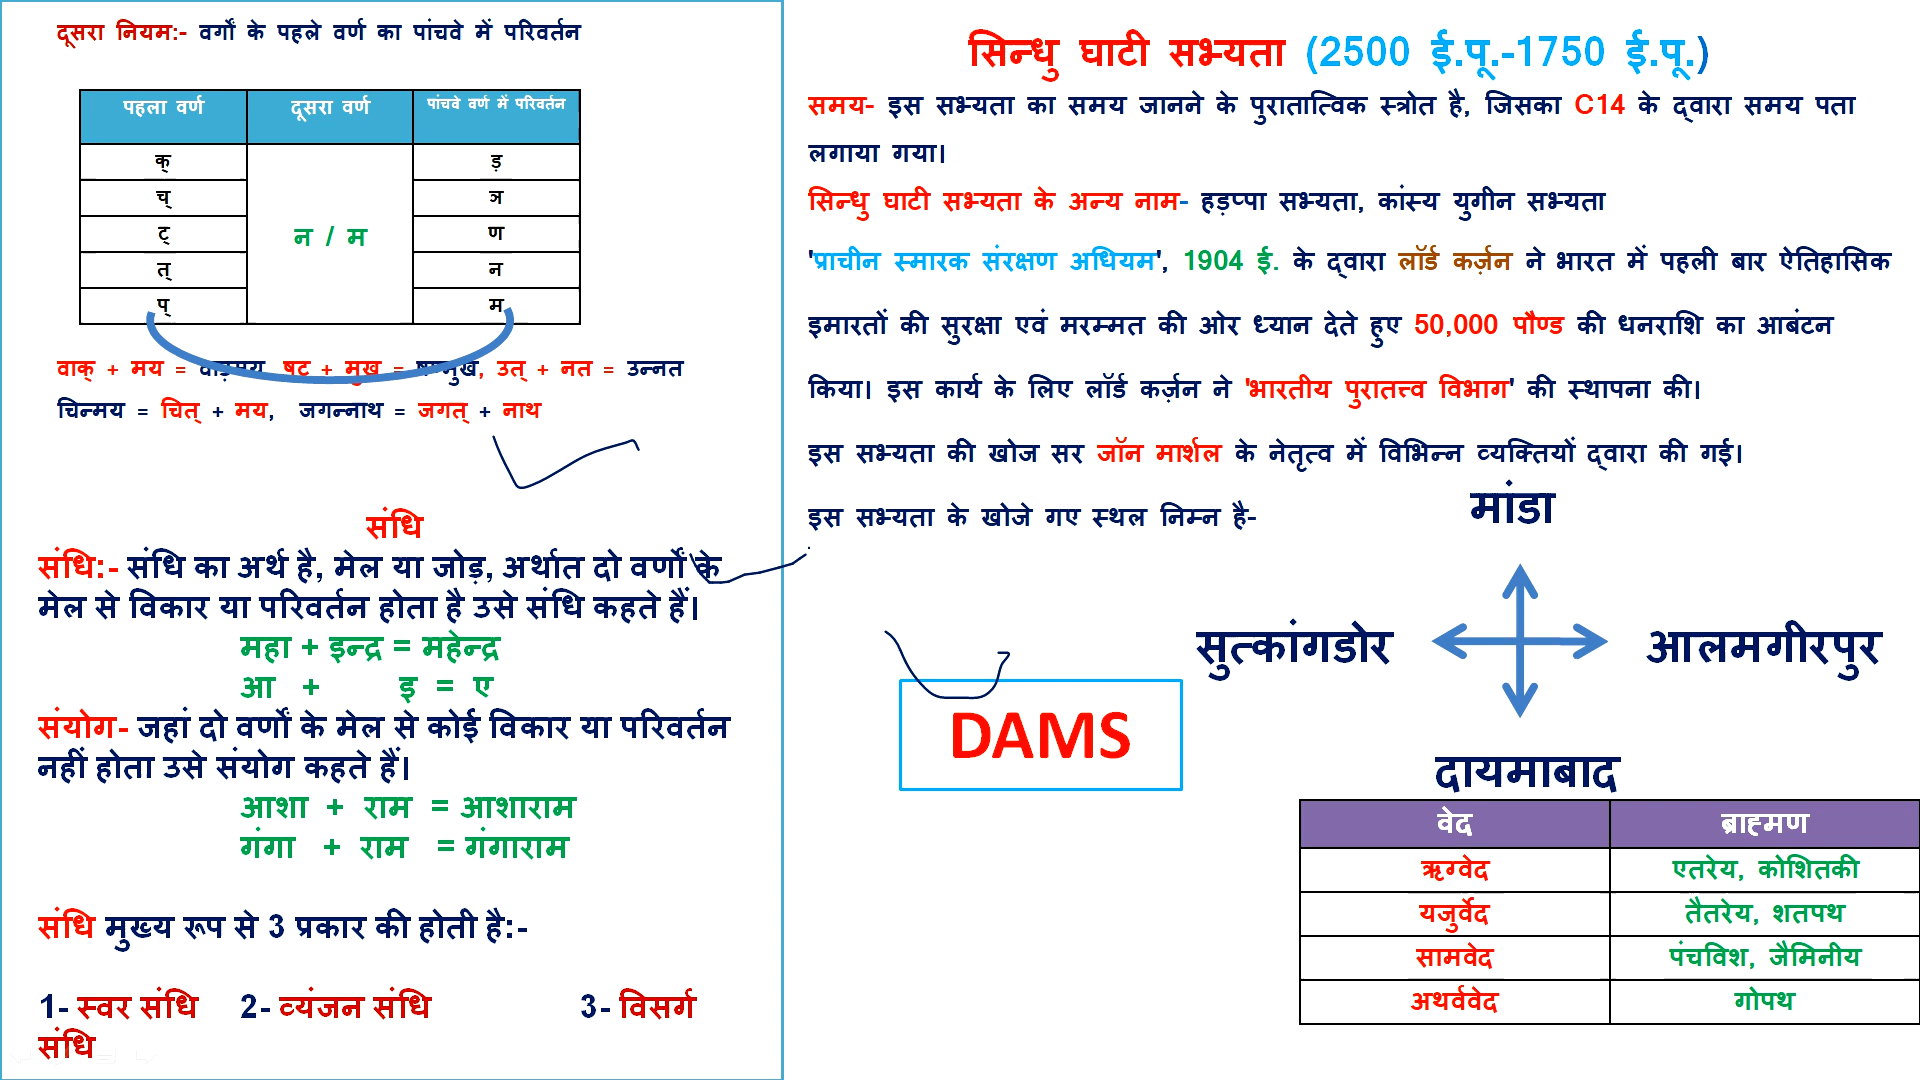 दूसरा नियम:- वर्गों के पहले वर्ण का पांचवे में परिवर्तन
पहला वर्ण दूसरा वर्ण पांचवे वर्ण में परिवर्तन
क् ड़
च् ञ
ट् ण
न / म
त् न
प् म
वाक् + मय = वाड़मय, षट् + मुख = षण्मुख, उत् + नत = उन्नत
चिन्मय = चित् + मय, जगन्नाथ = जगत् + नाथ
संधि
संधि:- संधि का अर्थ है, मेल या जोड़, अर्थात दो वर्णों के
मेल से विकार या परिवर्तन होता है उसे संधि कहते हैं।
महा + इन्द्र = महेन्द्र
आ + इ = ए
संयोग- जहां दो वर्णों के मेल से कोई विकार या परिवर्तन
नहीं होता उसे संयोग कहते हैं।
आशा + राम = आशाराम
गंगा + राम = गंगाराम
संधि मुख्य रूप से 3 प्रकार की होती है:-
1- स्वर संधि 2- व्यंजन संधि 3- विसर्ग
संधि
सिन्धु घाटी सभ्यता (2500 ई.पू.-1750 ई.पू.)
समय- इस सभ्यता का समय जानने के पुरातात्विक स्त्रोत है, जिसका C14 के द्वारा समय पता
लगाया गया।
सिन्धु घाटी सभ्यता के अन्य नाम- हड़प्पा सभ्यता, कांस्य युगीन सभ्यता
'प्राचीन स्मारक संरक्षण अधियम', 1904 ई. के द्वारा लॉर्ड कर्ज़न ने भारत में पहली बार ऐतिहासिक
इमारतों की सुरक्षा एवं मरम्मत की ओर ध्यान देते हुए 50,000 पौण्ड की धनराशि का आबंटन
किया। इस कार्य के लिए लॉर्ड कर्ज़न ने 'भारतीय पुरातत्त्व विभाग' की स्थापना की।
इस सभ्यता की खोज सर जॉन मार्शल के नेतृत्व में विभिन्न व्यक्तियों द्वारा की गई।
इस सभ्यता के खोजे गए स्थल निम्न है-
मांडा
सुत्कांगडोर आलमगीरपुर
DAMS
दायमाबाद
वेद ब्राह्मण
ऋग्वेद एतरेय, कोशितकी
यजुर्वेद तैतरेय, शतपथ
सामवेद पंचविश, जैमिनीय
अथर्ववेद गोपथ